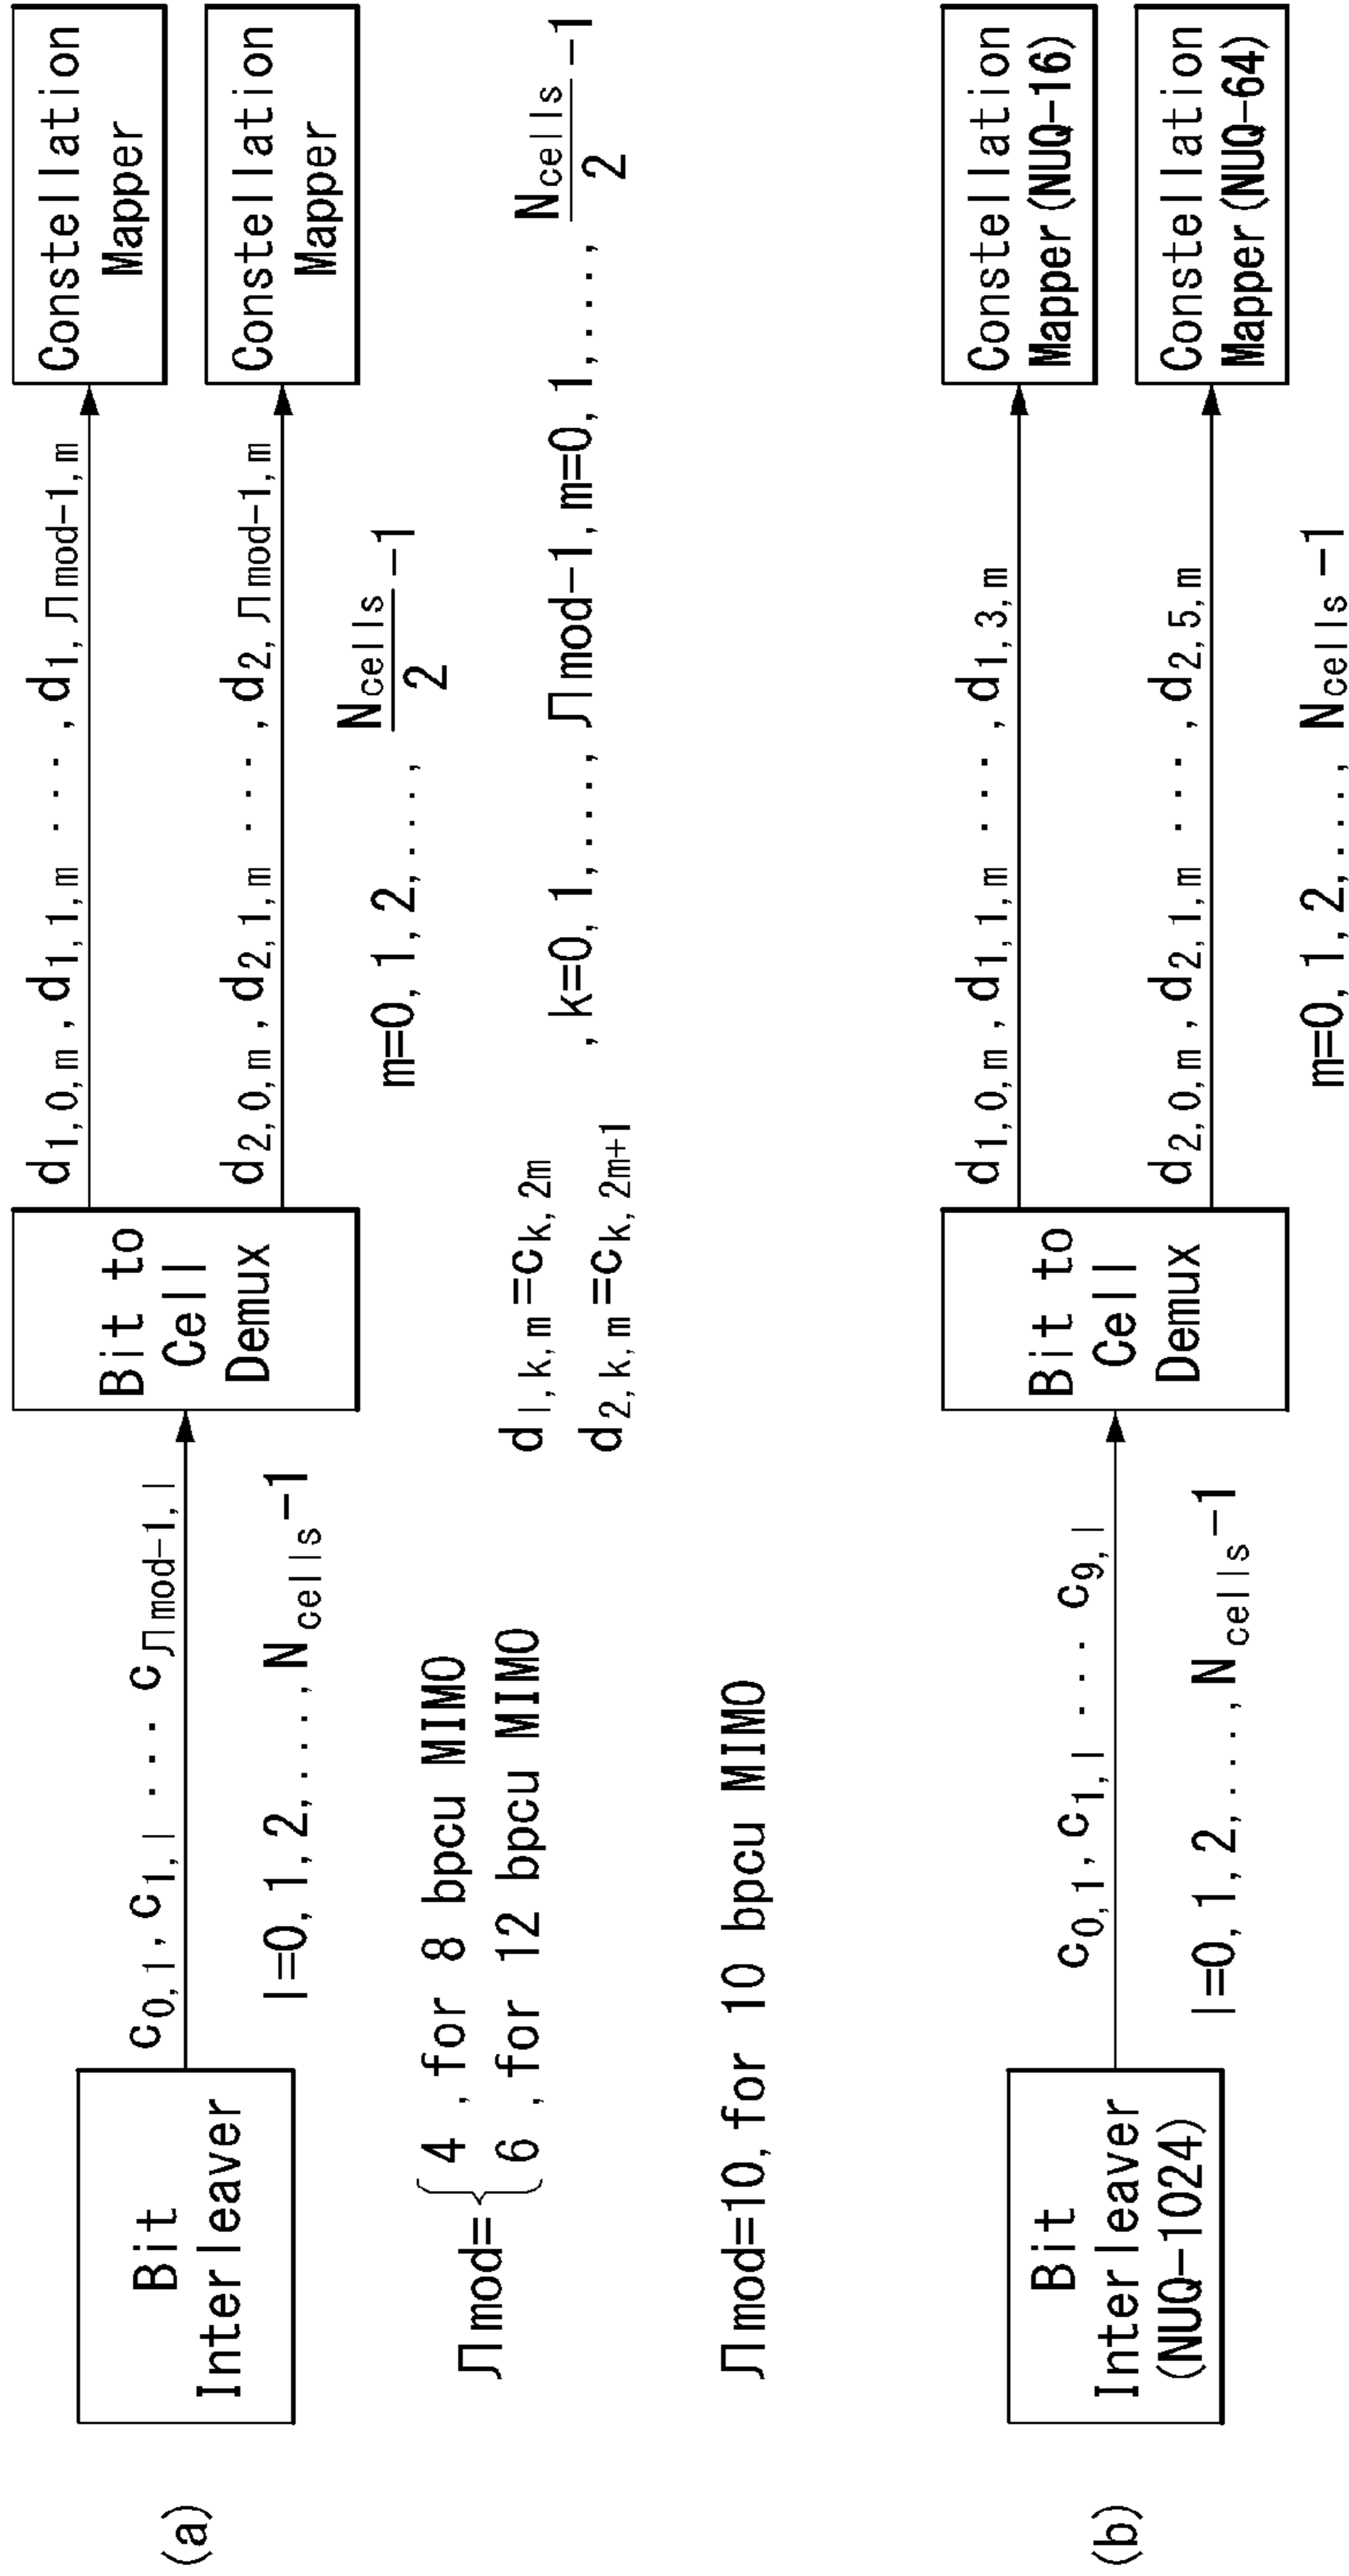 (a)
Bit
Interleaver
c0,1, c1,l ··· cηmod-1,l
l=0, 1, 2, ..., Ncells-1
Bit to
Cell
Demux
d1,0,m, d1,1,m ···, d1,ηmod-1,m
d2,0,m, d2,1,m ···, d2,ηmod-1,m
m=0, 1, 2, ..., Ncells/2 -1
Constellation
Mapper
Constellation
Mapper
ηmod= { 4 , for 8 bpcu MIMO
6 , for 12 bpcu MIMO
d1,k,m=ck,2m
d2,k,m=ck,2m+1
, k=0, 1, ..., ηmod-1, m=0, 1, ..., Ncells/2 -1
ηmod=10, for 10 bpcu MIMO
(b)
Bit
Interleaver
(NUQ-1024)
c0,1, c1,l ··· c9,l
l=0, 1, 2, ..., Ncells-1
Bit to
Cell
Demux
d1,0,m, d1,1,m ···, d1,3,m
d2,0,m, d2,1,m ···, d2,5,m
m=0, 1, 2, ..., Ncells-1
Constellation
Mapper (NUQ-16)
Constellation
Mapper (NUQ-64)